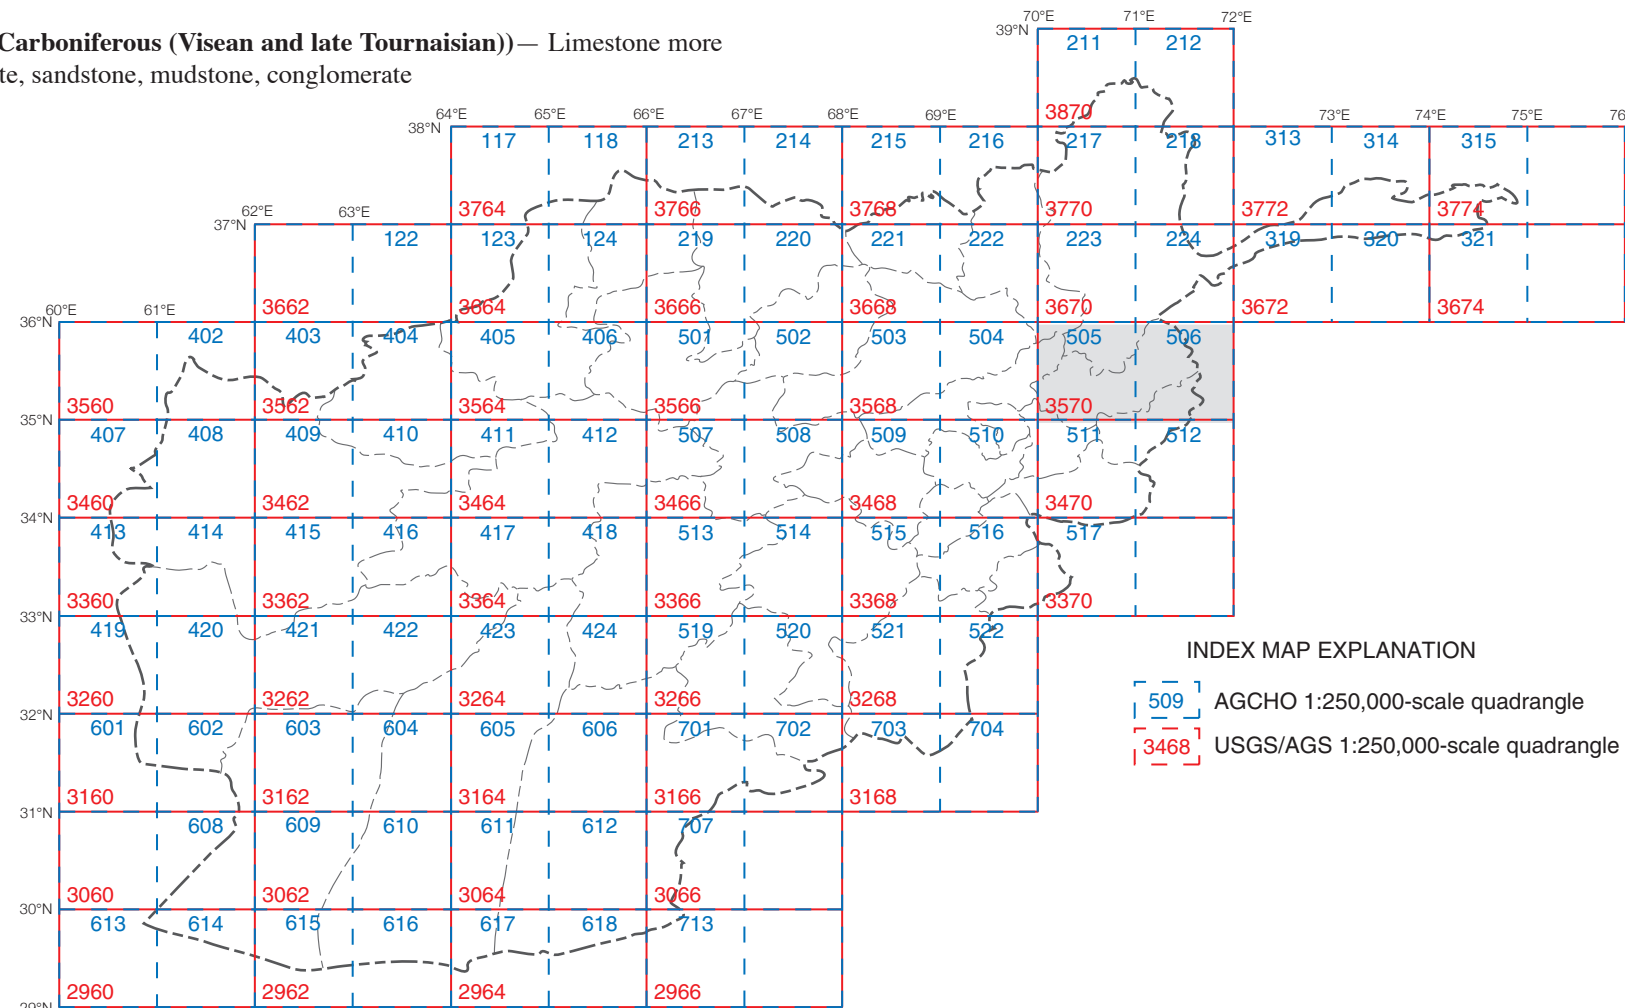 Carboniferous (Visean and late Tournaisian))— Limestone more
te, sandstone, mudstone, conglomerate
70°E 71°E 72°E
39°N
211 212
3870
64°E 65°E 66°E 67°E 68°E 69°E 73°E 74°E 75°E 76
38°N
117 118 213 214 215 216 217 218 313 314 315
3764 3766 3768 3770 3772 3774
62°E 63°E
37°N
122 123 124 219 220 221 222 223 224 319 320 321
3662 3664 3666 3668 3670 3672 3674
60°E 61°E
36°N
402 403 404 405 406 501 502 503 504 505 506
3560 3562 3564 3566 3568 3570
35°N
407 408 409 410 411 412 507 508 509 510 511 512
3460 3462 3464 3466 3468 3470
34°N
413 414 415 416 417 418 513 514 515 516 517
3360 3362 3364 3366 3368 3370
33°N
419 420 421 422 423 424 519 520 521 522
3260 3262 3264 3266 3268
32°N
601 602 603 604 605 606 701 702 703 704
3160 3162 3164 3166 3168
31°N
608 609 610 611 612 707
3060 3062 3064 3066
30°N
613 614 615 616 617 618 713
2960 2962 2964 2966
29°N
INDEX MAP EXPLANATION
509 AGCHO 1:250,000-scale quadrangle
3468 USGS/AGS 1:250,000-scale quadrangle